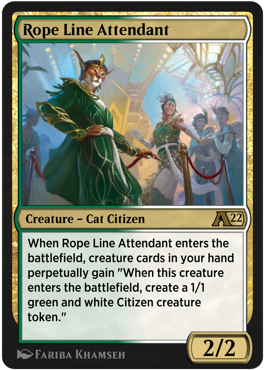 Rope Line Attendant
Creature – Cat Citizen
A22
When Rope Line Attendant enters the
battlefield, creature cards in your hand
perpetually gain "When this creature
enters the battlefield, create a 1/1
green and white Citizen creature
token."
2/2
Fariba Khamseh